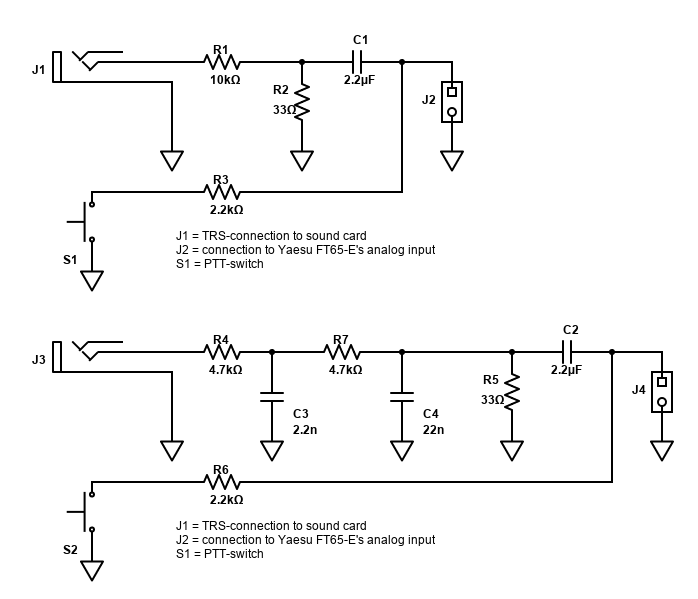 C1
R1
J1
10kΩ
R2
33Ω
2.2μF
J2
R3
2.2kΩ
S1
J1 = TRS-connection to sound card
J2 = connection to Yaesu FT65-E's analog input
S1 = PTT-switch
C2
R4
R7
J3
4.7kΩ
4.7kΩ
2.2μF
R5
33Ω
J4
C3
2.2n
C4
22n
R6
2.2kΩ
S2
J1 = TRS-connection to sound card
J2 = connection to Yaesu FT65-E's analog input
S1 = PTT-switch